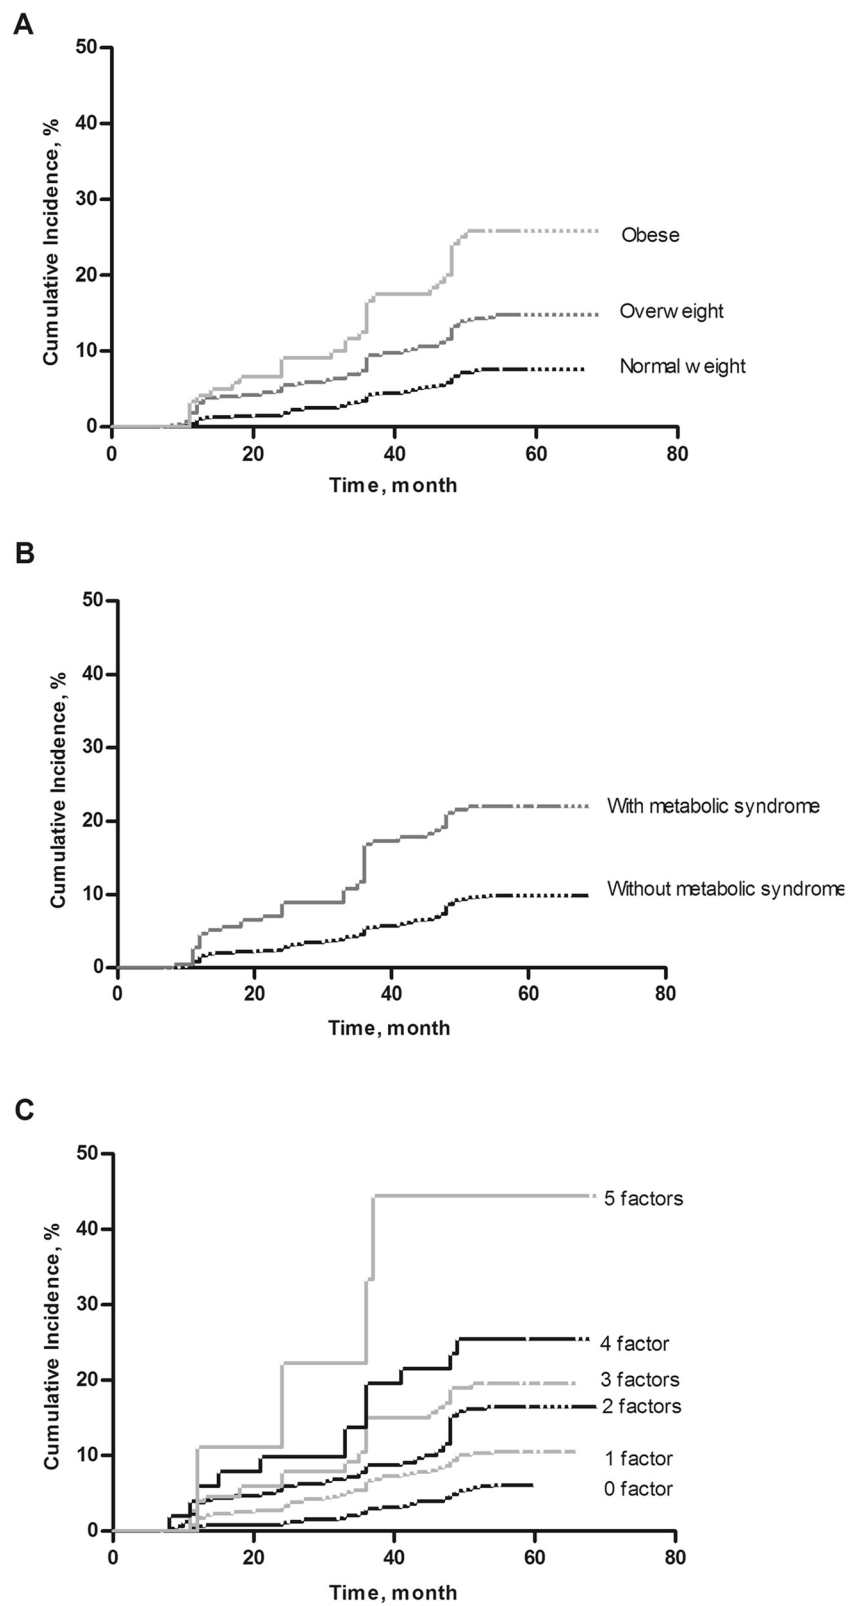 A
50
40
30
20
10
0
Cumulative Incidence, %
Obese
Overweight
Normal weight
0 20 40 60 80
Time, month
B
50
40
30
20
10
0
Cumulative Incidence, %
With metabolic syndrome
Without metabolic syndrome
0 20 40 60 80
Time, month
C
50
40
30
20
10
0
Cumulative Incidence, %
5 factors
4 factor
3 factors
2 factors
1 factor
0 factor
0 20 40 60 80
Time, month